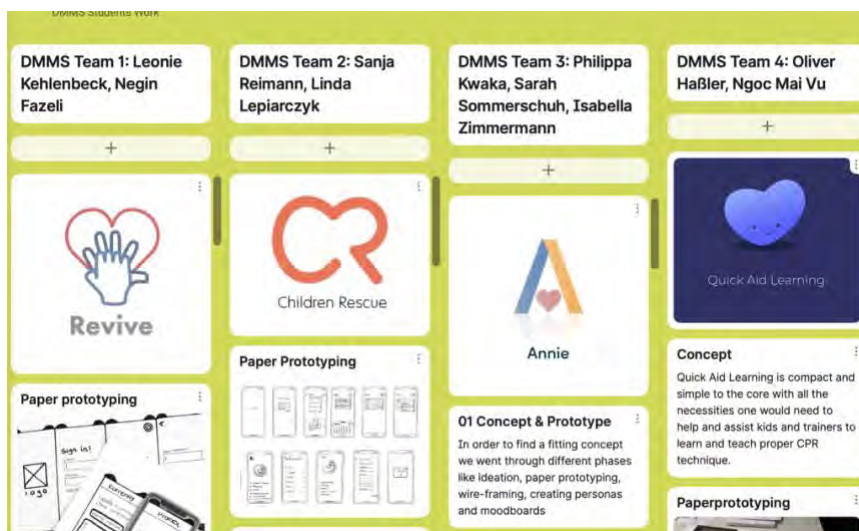 DMMS Students Work
DMMS Team 1: Leonie
Kehlenbeck, Negin
Fazeli
+
Revive
Paper prototyping
Sign in!
logo
DMMS Team 2: Sanja
Reimann, Linda
Lepiarczyk
+
CR
Children Rescue
Paper Prototyping
DMMS Team 3: Philippa
Kwaka, Sarah
Sommerschuh, Isabella
Zimmermann
+
Annie
01 Concept & Prototype
In order to find a fitting concept
we went through different phases
like ideation, paper prototyping,
wire-framing, creating personas
and moodboards
DMMS Team 4: Oliver
Haßler, Ngoc Mai Vu
+
Quick Aid Learning
Concept
Quick Aid Learning is compact and
simple to the core with all the
necessities one would need to
help and assist kids and trainers to
learn and teach proper CPR
technique.
Paperprototyping